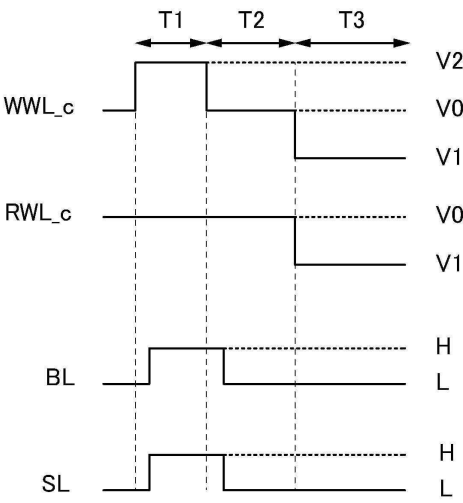 T1 T2 T3
V2
WWL_c V0
V1
RWL_c V0
V1
H
BL L
H
SL L